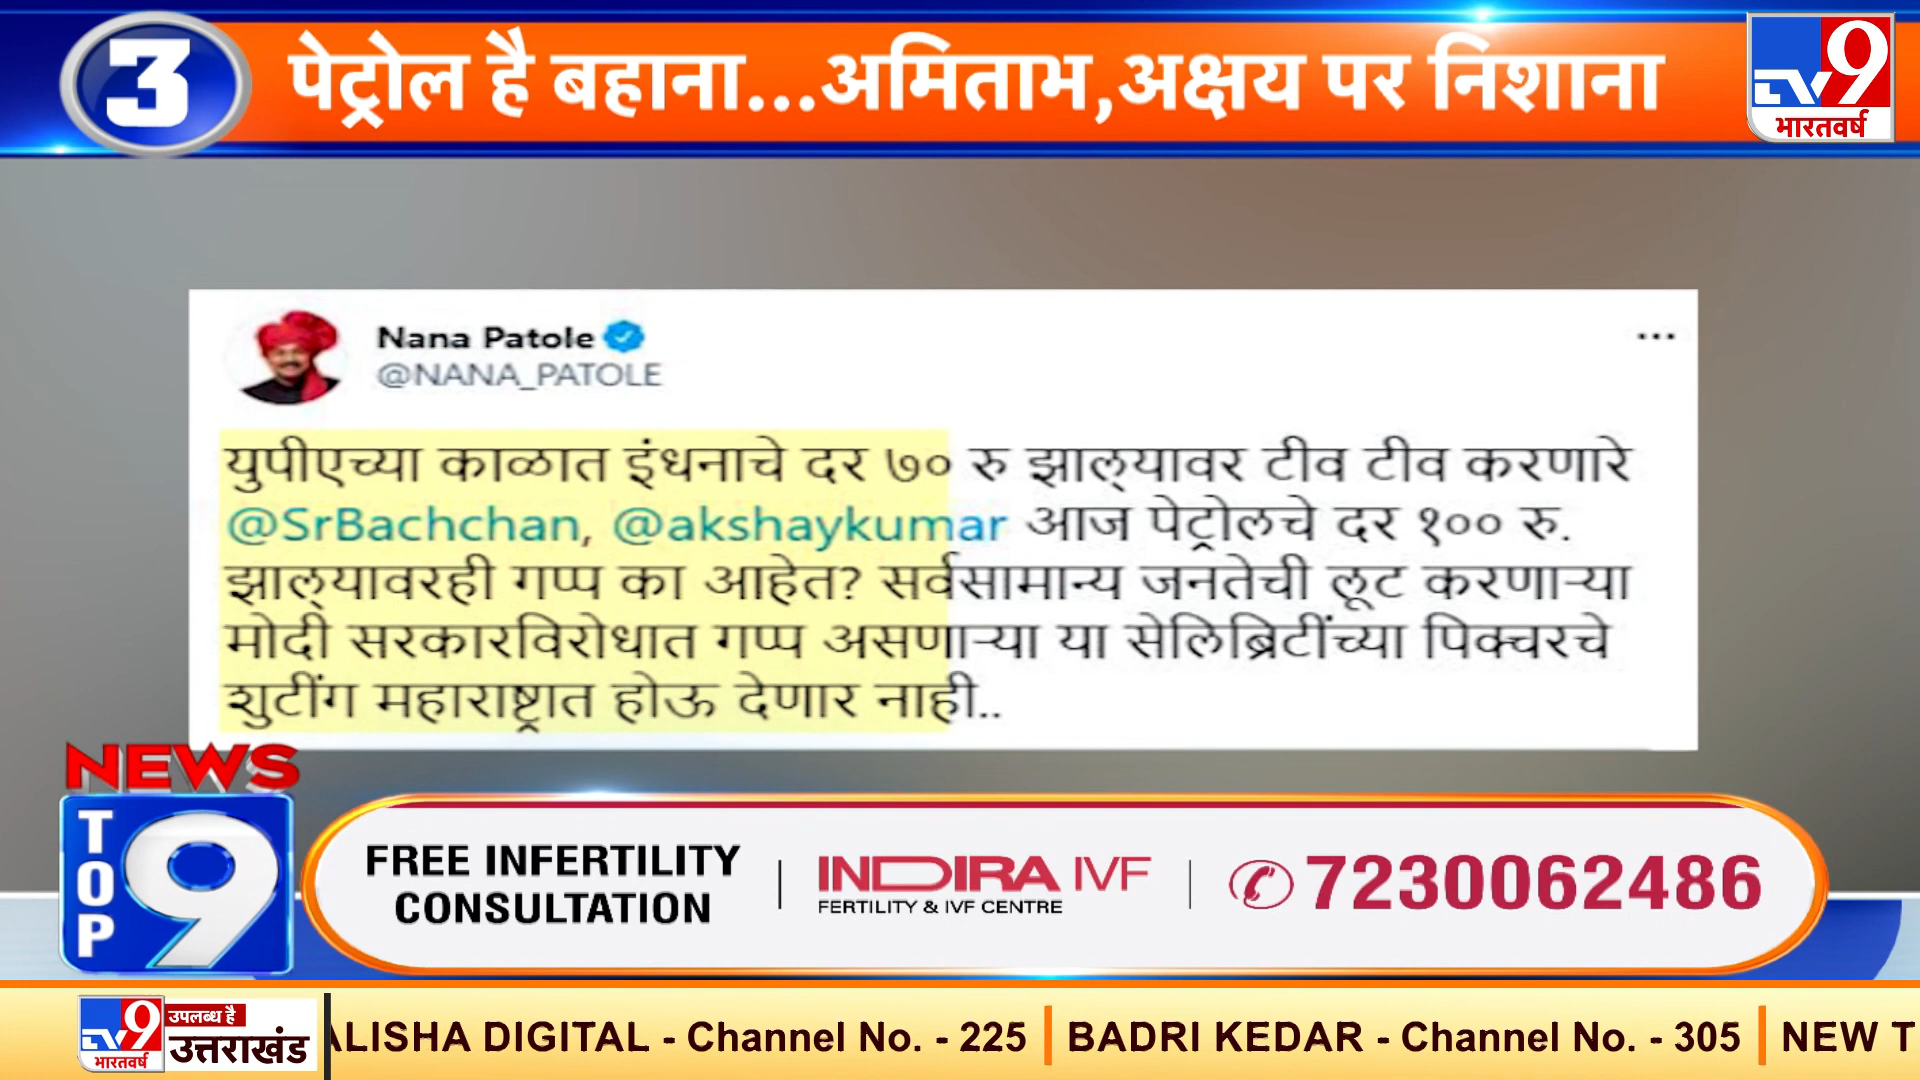 3
पेट्रोल है बहाना...अमिताभ,अक्षय पर निशाना
TV9
भारतवर्ष
Nana Patole
@NANA_PATOLE
युपीएच्या काळात इंधनाचे दर ७० रु झाल्यावर टीव टीव करणारे
@SrBachchan, @akshaykumar आज पेट्रोलचे दर १०० रु.
झाल्यावरही गप्प का आहेत? सर्वसामान्य जनतेची लूट करणाऱ्या
मोदी सरकारविरोधात गप्प असणाऱ्या या सेलिब्रिटींच्या पिक्चरचे
शुटींग महाराष्ट्रात होऊ देणार नाही..
NEWS
TOP
9
FREE INFERTILITY
CONSULTATION
INDIRA IVF
FERTILITY & IVF CENTRE
7230062486
TV9
भारतवर्ष
उपलब्ध है
उत्तराखंड
ALISHA DIGITAL - Channel No. - 225
BADRI KEDAR - Channel No. - 305
NEW T